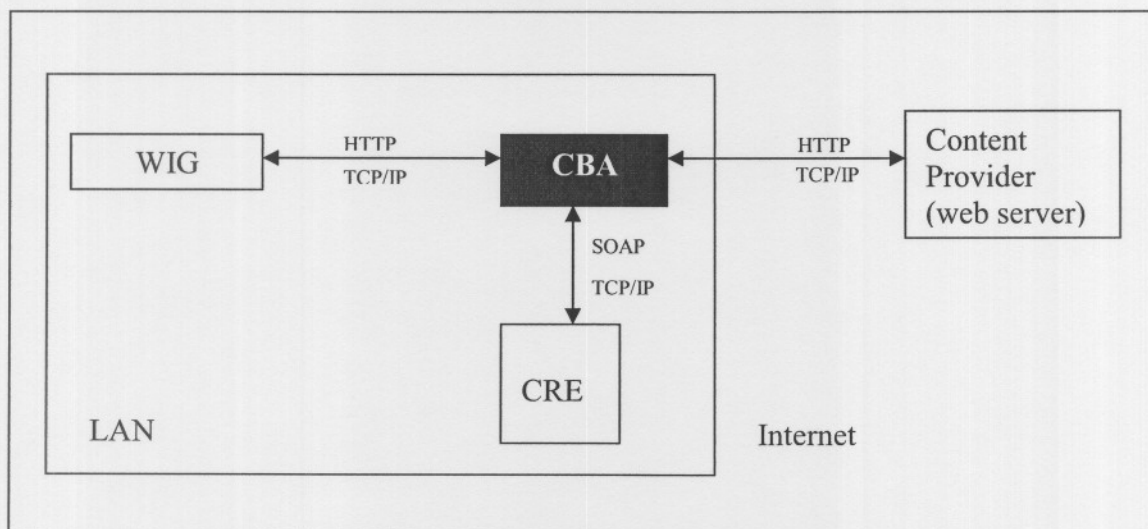 WIG
HTTP
TCP/IP
CBA
HTTP
TCP/IP
Content
Provider
(web server)
SOAP
TCP/IP
CRE
LAN
Internet